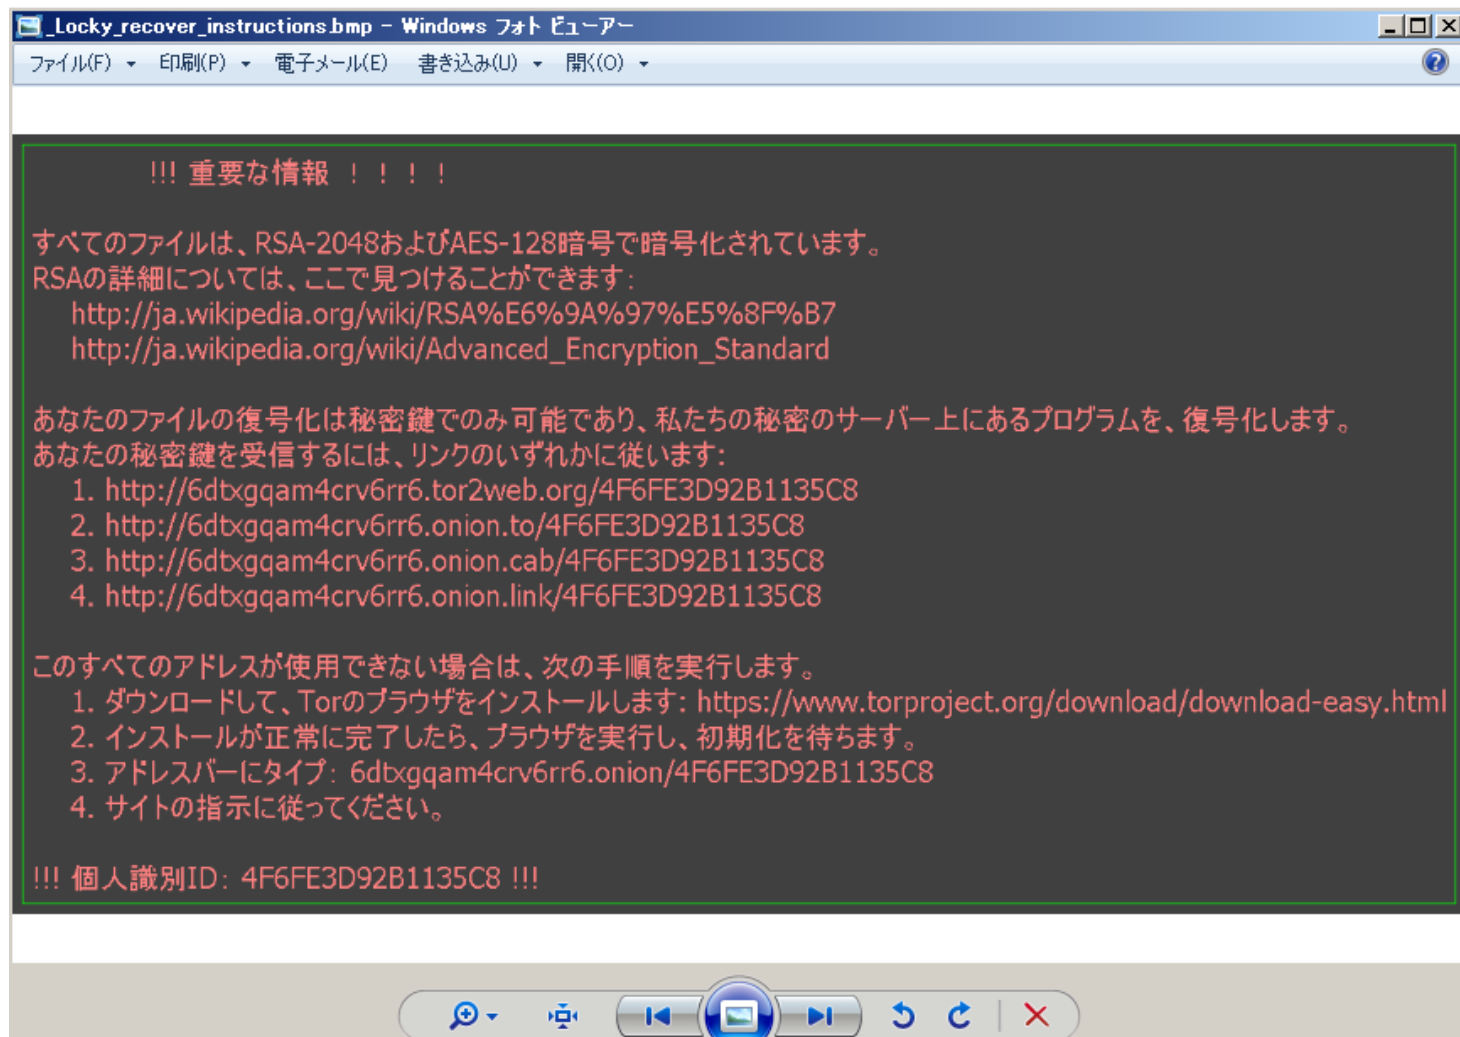 _Locky_recover_instructions.bmp - Windows フォト ビューアー
ファイル(F) 印刷(P) 電子メール(E) 書き込み(U) 開く(O)
!!! 重要な情報 ！！！！
すべてのファイルは、RSA-2048およびAES-128暗号で暗号化されています。
RSAの詳細については、ここで見つけることができます:
http://ja.wikipedia.org/wiki/RSA%E6%9A%97%E5%8F%B7
http://ja.wikipedia.org/wiki/Advanced_Encryption_Standard
あなたのファイルの復号化は秘密鍵でのみ可能であり、私たちの秘密のサーバー上にあるプログラムを、復号化します。
あなたの秘密鍵を受信するには、リンクのいずれかに従います:
1. http://6dtxgqam4crv6rr6.tor2web.org/4F6FE3D92B1135C8
2. http://6dtxgqam4crv6rr6.onion.to/4F6FE3D92B1135C8
3. http://6dtxgqam4crv6rr6.onion.cab/4F6FE3D92B1135C8
4. http://6dtxgqam4crv6rr6.onion.link/4F6FE3D92B1135C8
このすべてのアドレスが使用できない場合は、次の手順を実行します。
1. ダウンロードして、Torのブラウザをインストールします: https://www.torproject.org/download/download-easy.html
2. インストールが正常に完了したら、ブラウザを実行し、初期化を待ちます。
3. アドレスバーにタイプ: 6dtxgqam4crv6rr6.onion/4F6FE3D92B1135C8
4. サイトの指示に従ってください。
!!! 個人識別ID: 4F6FE3D92B1135C8 !!!